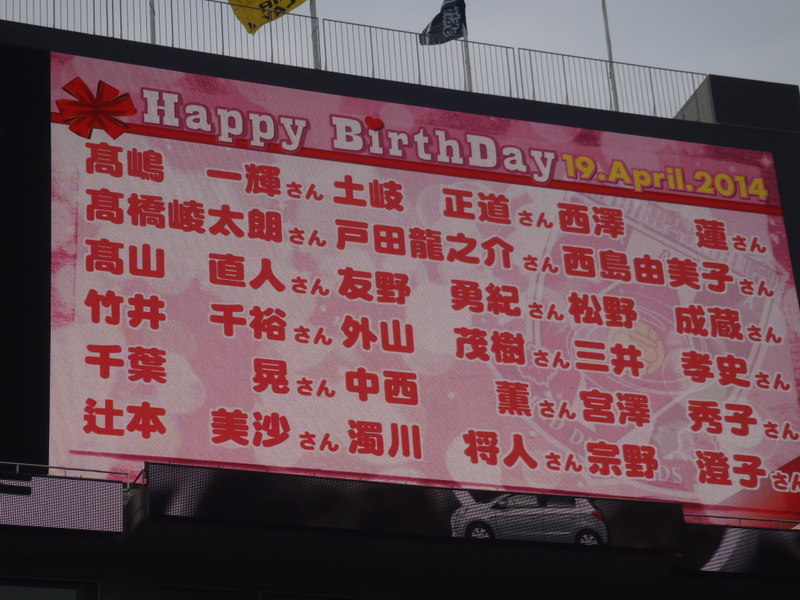 Happy BirthDay 19.April.2014
髙嶋 一輝さん 土岐 正道さん 西澤 蓮さん
髙橋崚太朗さん 戸田龍之介さん 西島由美子さん
髙山 直人さん 友野 勇紀さん 松野 成蔵さん
竹井 千裕さん 外山 茂樹さん 三井 孝史さん
千葉 晃さん 中西 薫さん 宮澤 秀子さん
辻本 美沙さん 濁川 将人さん 宗野 澄子さん